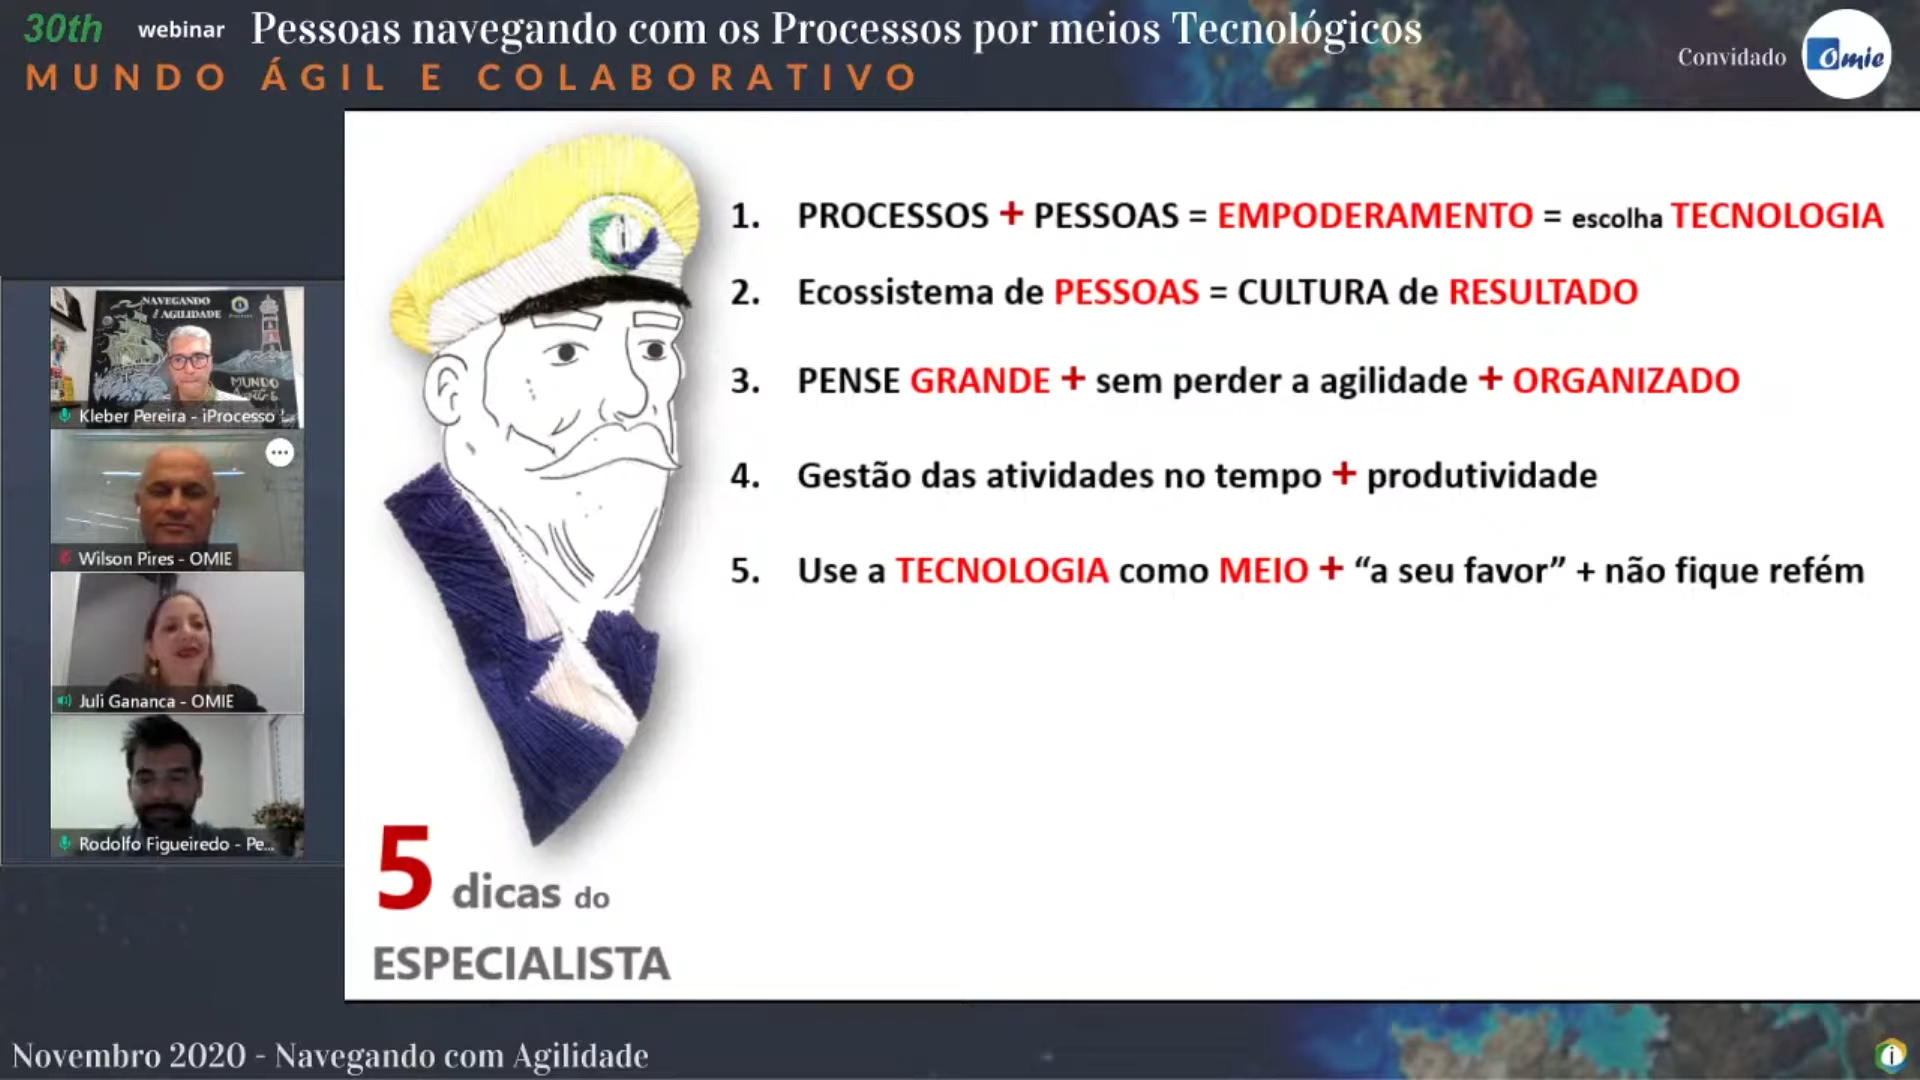 30th webinar Pessoas navegando com os Processos por meios Tecnológicos
MUNDO ÁGIL E COLABORATIVO
Convidado
Omie
1. PROCESSOS + PESSOAS = EMPODERAMENTO = escolha TECNOLOGIA
2. Ecossistema de PESSOAS = CULTURA de RESULTADO
3. PENSE GRANDE + sem perder a agilidade + ORGANIZADO
4. Gestão das atividades no tempo + produtividade
5. Use a TECNOLOGIA como MEIO + “a seu favor” + não fique refém
NAVEGANDO
AGILIDADE
MUNDO
Kleber Pereira - iProcesso
Wilson Pires - OMIE
Juli Gananca - OMIE
Rodolfo Figueiredo - Pe...
5 dicas do
ESPECIALISTA
Novembro 2020 - Navegando com Agilidade